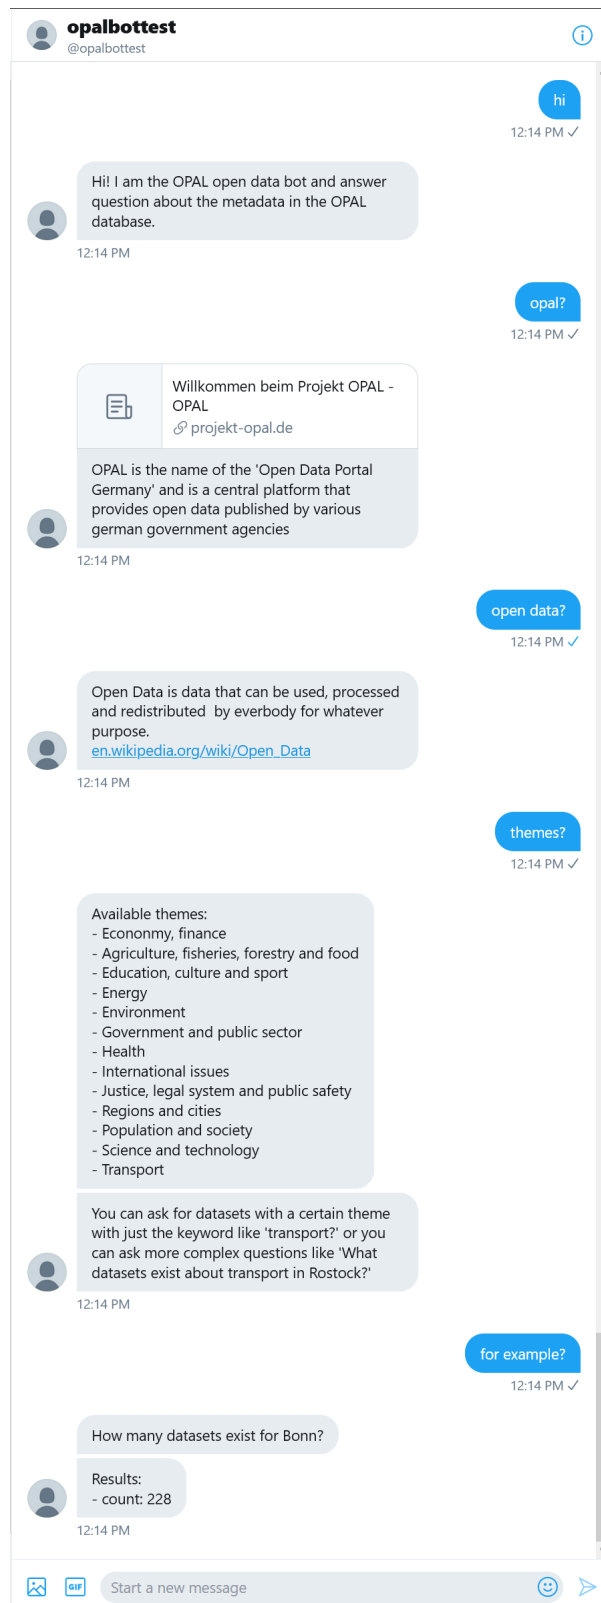 opalbottest
@opalbottest
hi
12:14 PM ✓
Hi! I am the OPAL open data bot and answer
question about the metadata in the OPAL
database.
12:14 PM
opal?
12:14 PM ✓
Willkommen beim Projekt OPAL -
OPAL
projekt-opal.de
OPAL is the name of the 'Open Data Portal
Germany' and is a central platform that
provides open data published by various
german government agencies
12:14 PM
open data?
12:14 PM ✓
Open Data is data that can be used, processed
and redistributed  by everbody for whatever
purpose.
en.wikipedia.org/wiki/Open_Data
12:14 PM
themes?
12:14 PM ✓
Available themes:
- Econonmy, finance
- Agriculture, fisheries, forestry and food
- Education, culture and sport
- Energy
- Environment
- Government and public sector
- Health
- International issues
- Justice, legal system and public safety
- Regions and cities
- Population and society
- Science and technology
- Transport
You can ask for datasets with a certain theme
with just the keyword like 'transport?' or you
can ask more complex questions like 'What
datasets exist about transport in Rostock?'
12:14 PM
for example?
12:14 PM ✓
How many datasets exist for Bonn?
Results:
- count: 228
12:14 PM
GIF
Start a new message